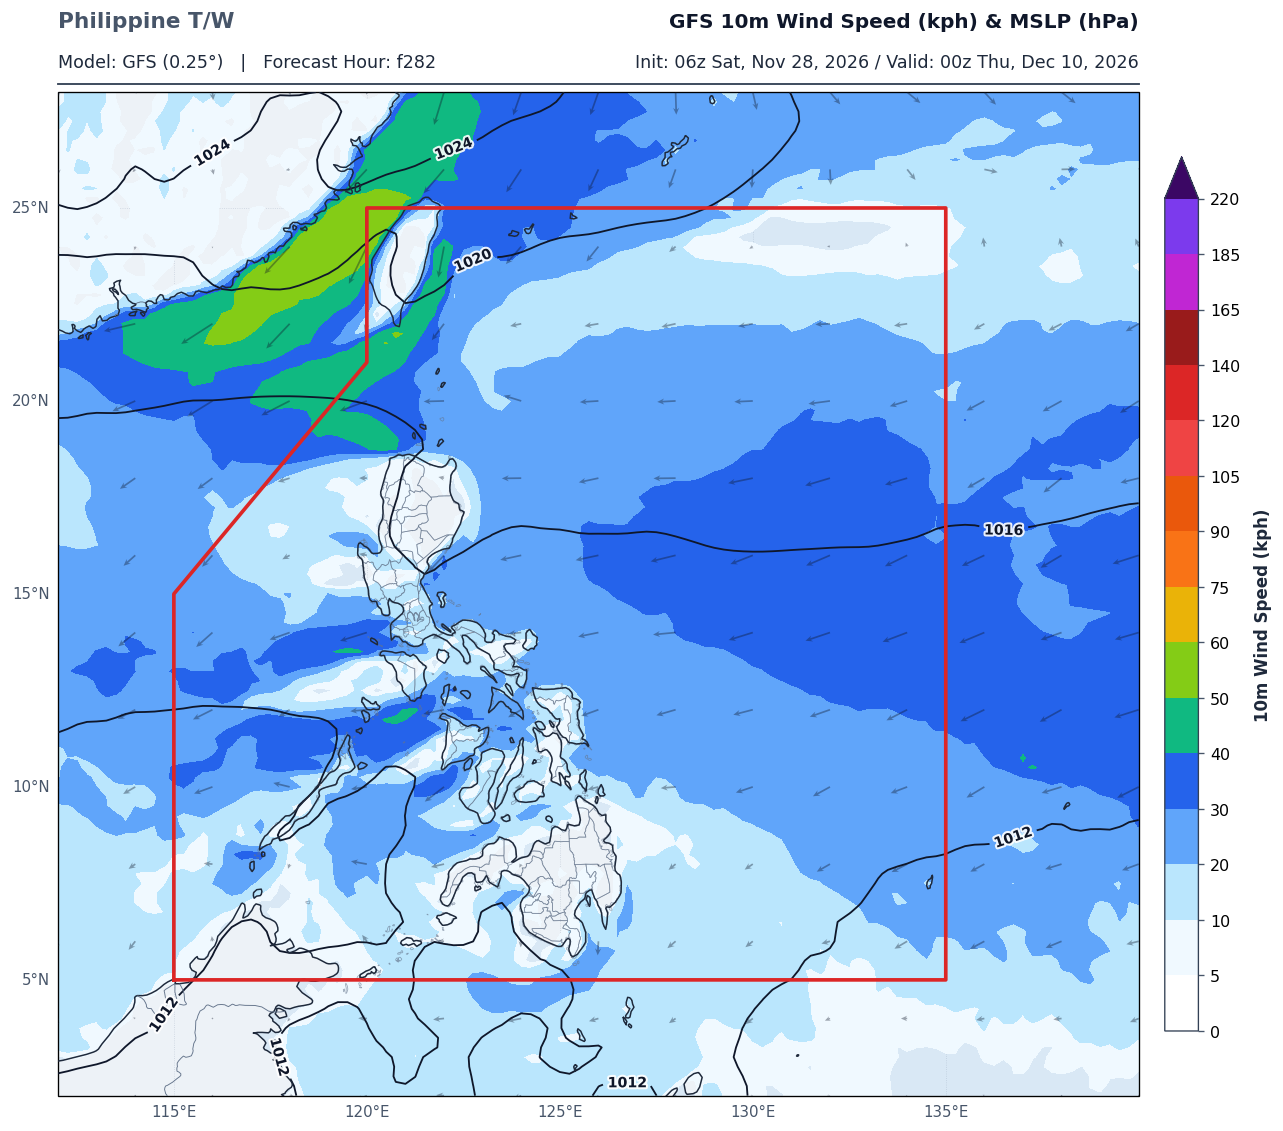 Philippine T/W
GFS 10m Wind Speed (kph) & MSLP (hPa)
Model: GFS (0.25°)   |   Forecast Hour: f282
Init: 06z Sat, Nov 28, 2026 / Valid: 00z Thu, Dec 10, 2026
1024
1024
1020
1016
1012
1012
1012
1012
25°N
20°N
15°N
10°N
5°N
115°E
120°E
125°E
130°E
135°E
220
185
165
140
120
105
90
75
60
50
40
30
20
10
5
0
10m Wind Speed (kph)